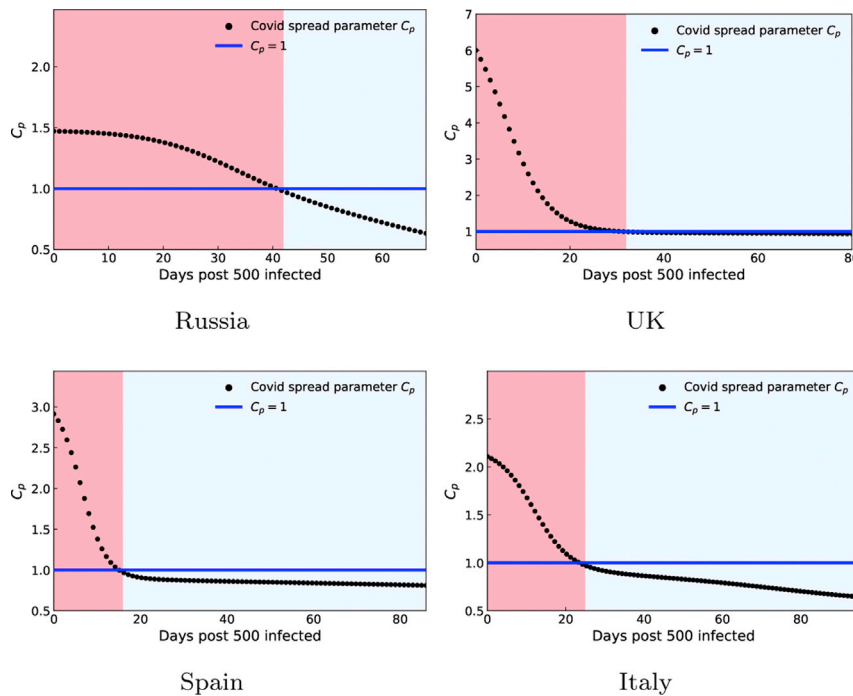 Covid spread parameter Cₚ
Cₚ = 1
2.0
1.5
1.0
0.5
Cₚ
0 10 20 30 40 50 60
Days post 500 infected
Russia
Covid spread parameter Cₚ
Cₚ = 1
7
6
5
4
3
2
1
0
Cₚ
0 20 40 60 80
Days post 500 infected
UK
Covid spread parameter Cₚ
Cₚ = 1
3.0
2.5
2.0
1.5
1.0
0.5
Cₚ
0 20 40 60 80
Days post 500 infected
Spain
Covid spread parameter Cₚ
Cₚ = 1
2.5
2.0
1.5
1.0
0.5
Cₚ
0 20 40 60 80
Days post 500 infected
Italy